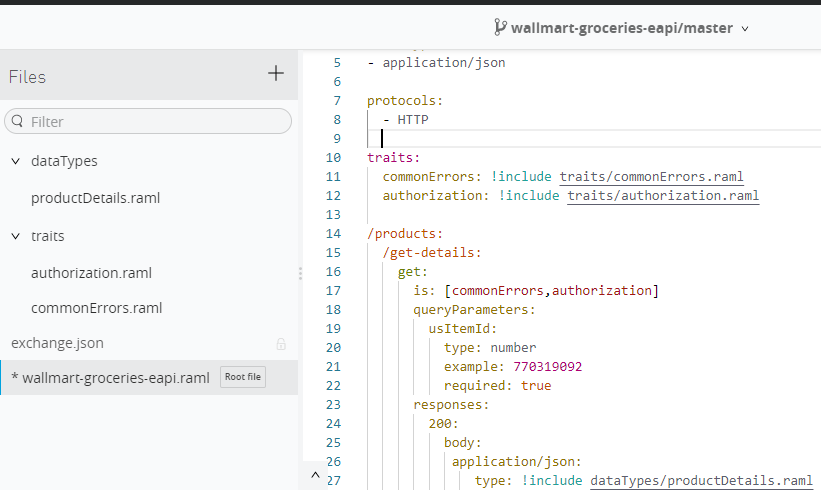 wallmart-groceries-eapi/master
Files
+
Filter
dataTypes
productDetails.raml
traits
authorization.raml
commonErrors.raml
exchange.json
* wallmart-groceries-eapi.raml Root file
5 - application/json
6
7 protocols:
8 - HTTP
9
10 traits:
11 commonErrors: !include traits/commonErrors.raml
12 authorization: !include traits/authorization.raml
13
14 /products:
15 /get-details:
16 get:
17 is: [commonErrors,authorization]
18 queryParameters:
19 usItemId:
20 type: number
21 example: 770319092
22 required: true
23 responses:
24 200:
25 body:
26 application/json:
27 type: !include dataTypes/productDetails.raml